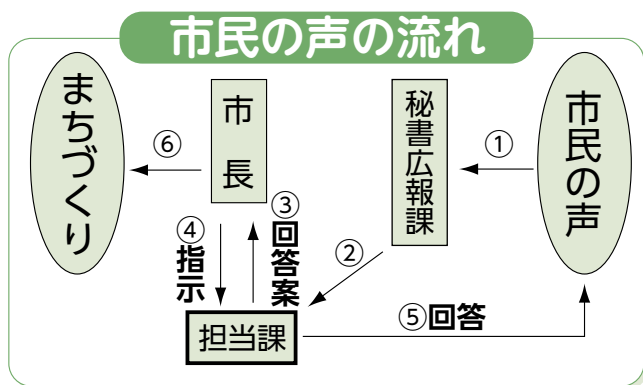 市民の声の流れ
まちづくり
⑥
市長
秘書広報課
①
市民の声
④指示
③回答案
②
担当課
⑤回答